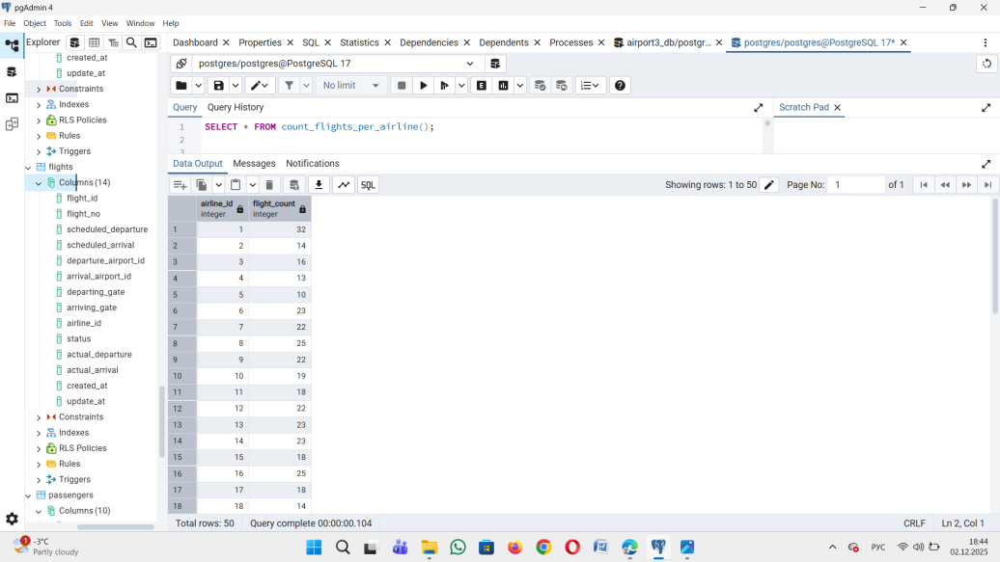 pgAdmin 4
File Object Tools Edit View Window Help
Explorer
Dashboard Properties SQL Statistics Dependencies Dependents Processes airport3_db/postgr... postgres/postgres@PostgreSQL 17*
postgres/postgres@PostgreSQL 17
No limit
Query Query History
Scratch Pad
1 SELECT * FROM count_flights_per_airline();
2
3
Data Output Messages Notifications
SQL
Showing rows: 1 to 50
Page No: 1 of 1
airline_id integer
flight_count integer
1 1 32
2 2 14
3 3 16
4 4 13
5 5 10
6 6 23
7 7 22
8 8 25
9 9 22
10 10 19
11 11 18
12 12 22
13 13 23
14 14 23
15 15 18
16 16 25
17 17 18
18 18 14
Total rows: 50 Query complete 00:00:00.104
CRLF Ln 2, Col 1
created_at
update_at
Constraints
Indexes
RLS Policies
Rules
Triggers
flights
Columns (14)
flight_id
flight_no
scheduled_departure
scheduled_arrival
departure_airport_id
arrival_airport_id
departing_gate
arriving_gate
airline_id
status
actual_departure
actual_arrival
created_at
update_at
Constraints
Indexes
RLS Policies
Rules
Triggers
passengers
Columns (10)
1
-3°C
Partly cloudy
РУС
18:44
02.12.2025